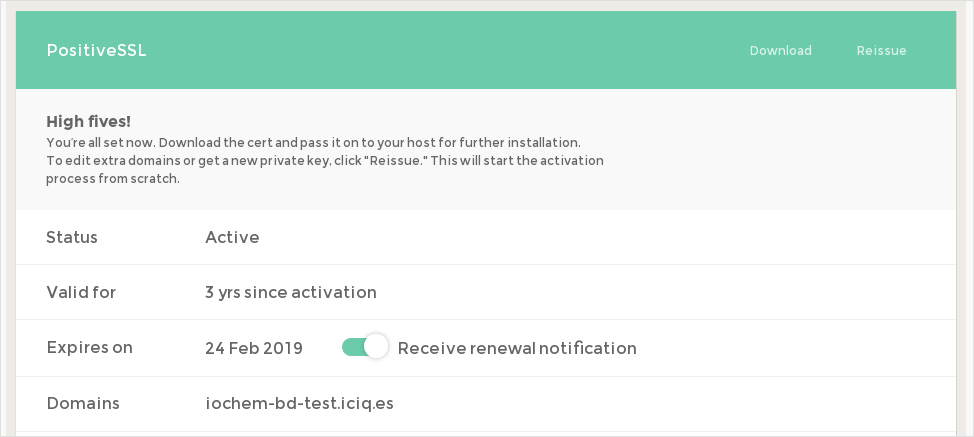 PositiveSSL Download Reissue
High fives!
You're all set now. Download the cert and pass it on to your host for further installation.
To edit extra domains or get a new private key, click "Reissue." This will start the activation
process from scratch.
Status Active
Valid for 3 yrs since activation
Expires on 24 Feb 2019 Receive renewal notification
Domains iochem-bd-test.iciq.es